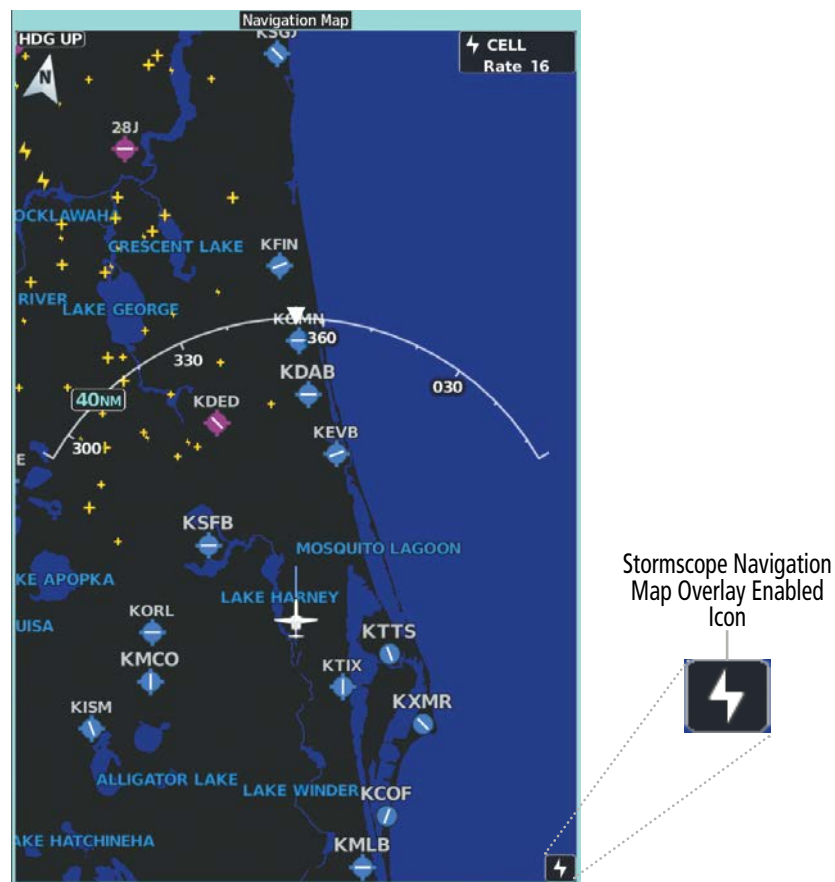 Navigation Map
HDG UP
N
KSGJ
CELL
Rate 16
28J
OCKLAWAHA
CRESCENT LAKE
KFIN
RIVER
LAKE GEORGE
KOMN
360
330
030
KDAB
40NM
KDED
300
KEVB
E
KSFB
MOSQUITO LAGOON
KE APOPKA
LAKE HARNEY
UISA
KORL
KTTS
KMCO
KTIX
KISM
KXMR
ALLIGATOR LAKE
LAKE WINDER
KCOF
AKE HATCHINEHA
KMLB
Stormscope Navigation
Map Overlay Enabled
Icon